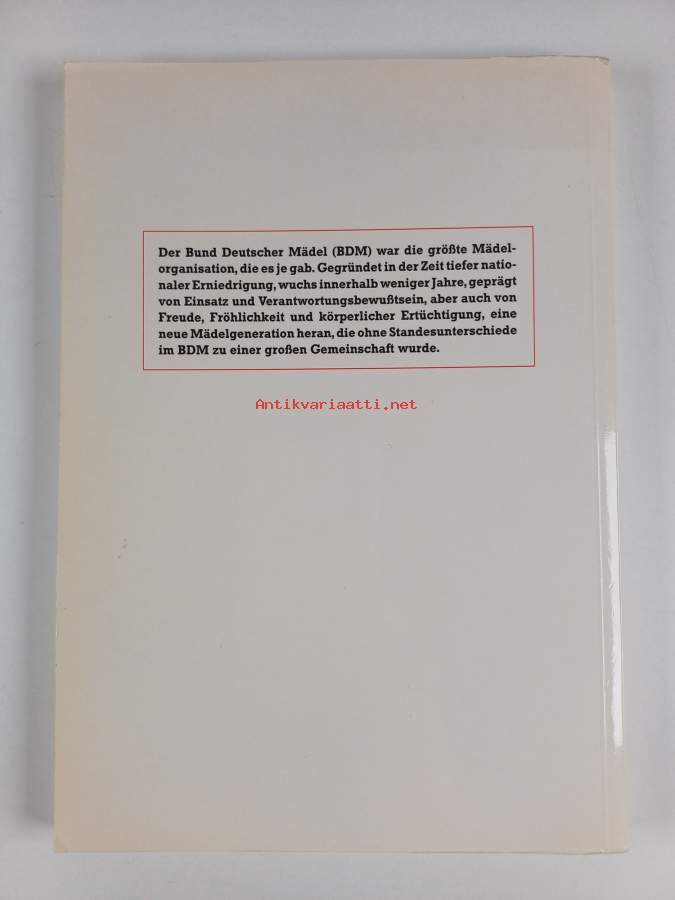 Der Bund Deutscher Mädel (BDM) war die größte Mädel-
organisation, die es je gab. Gegründet in der Zeit tiefer natio-
naler Erniedrigung, wuchs innerhalb weniger Jahre, geprägt
von Einsatz und Verantwortungsbewußtsein, aber auch von
Freude, Fröhlichkeit und körperlicher Ertüchtigung, eine
neue Mädelgeneration heran, die ohne Standesunterschiede
im BDM zu einer großen Gemeinschaft wurde.
Antikvariaatti.net